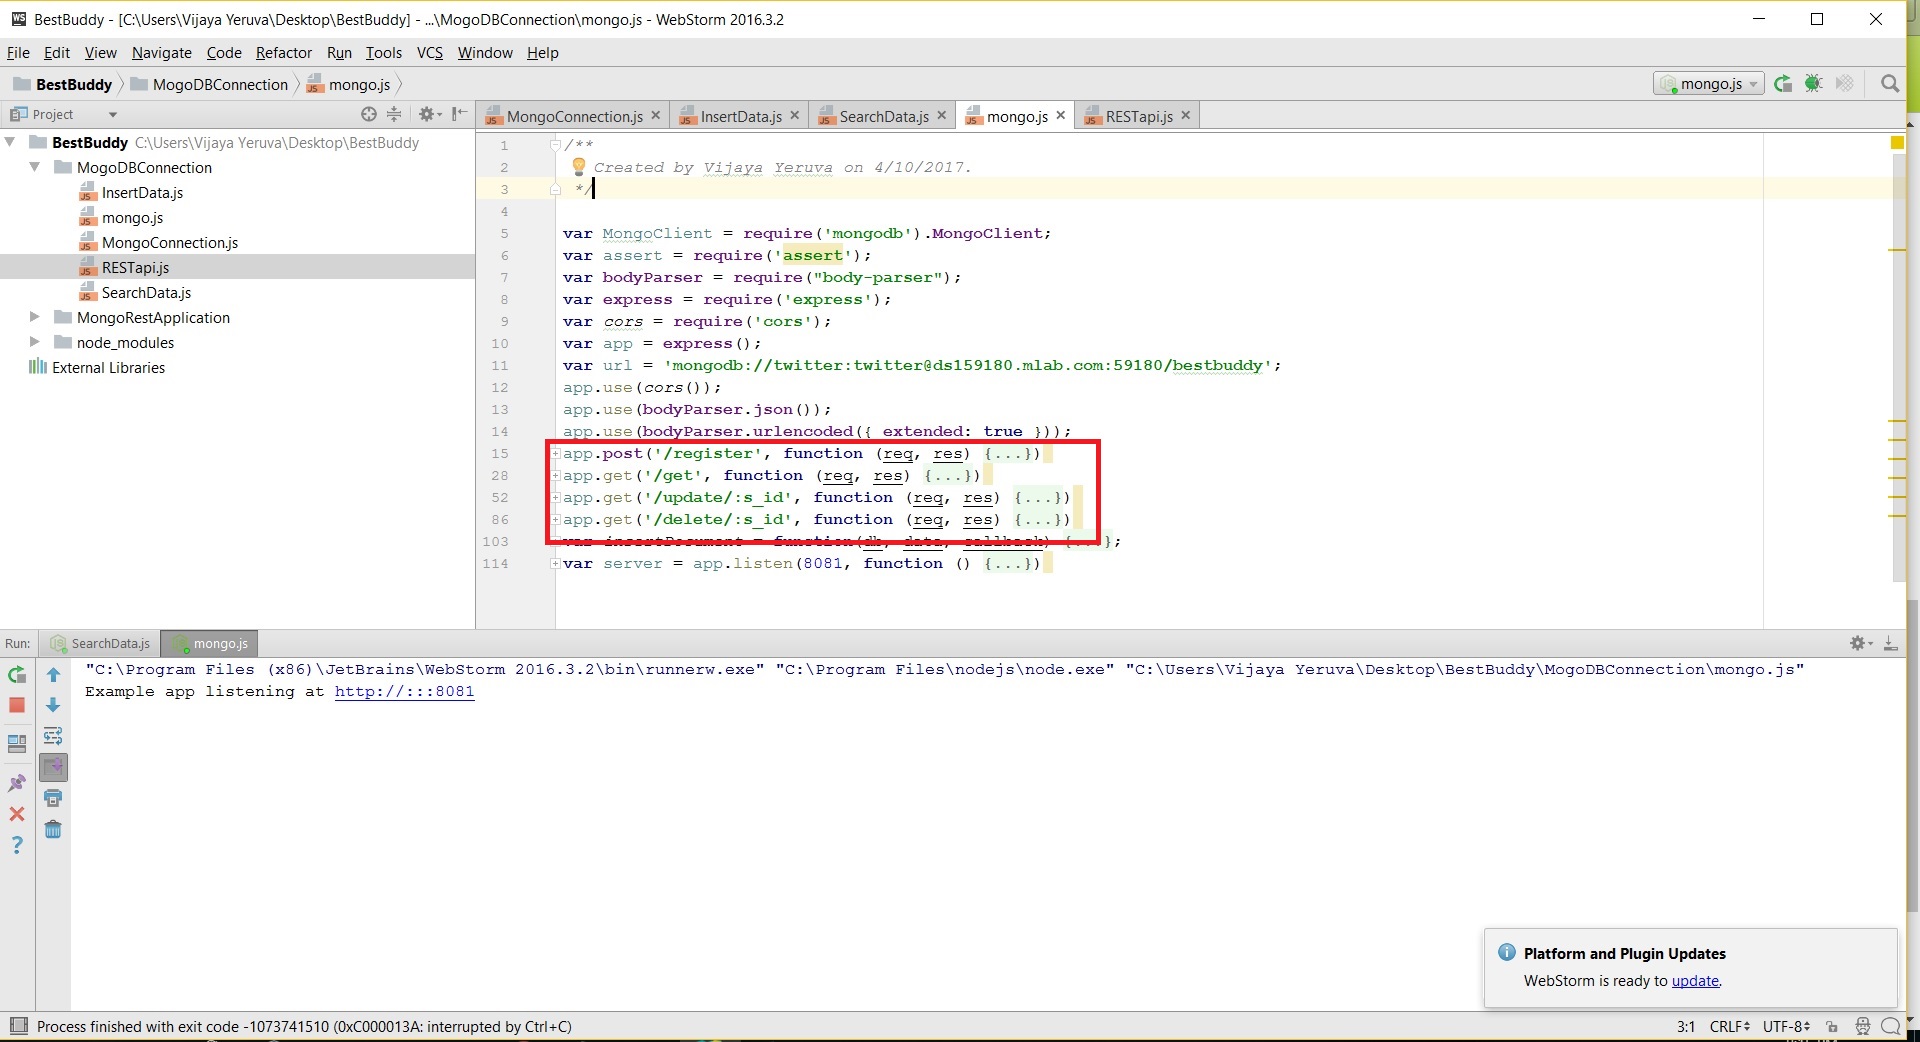 BestBuddy - [C:\Users\Vijaya Yeruva\Desktop\BestBuddy] - ...\MogoDBConnection\mongo.js - WebStorm 2016.3.2
File Edit View Navigate Code Refactor Run Tools VCS Window Help
BestBuddy MogoDBConnection mongo.js
mongo.js
Project
MongoConnection.js InsertData.js SearchData.js mongo.js RESTapi.js
BestBuddy C:\Users\Vijaya Yeruva\Desktop\BestBuddy
MogoDBConnection
InsertData.js
mongo.js
MongoConnection.js
RESTapi.js
SearchData.js
MongoRestApplication
node_modules
External Libraries
1 /**
2 Created by Vijaya Yeruva on 4/10/2017.
3 */
4
5 var MongoClient = require('mongodb').MongoClient;
6 var assert = require('assert');
7 var bodyParser = require("body-parser");
8 var express = require('express');
9 var cors = require('cors');
10 var app = express();
11 var url = 'mongodb://twitter:twitter@ds159180.mlab.com:59180/bestbuddy';
12 app.use(cors());
13 app.use(bodyParser.json());
14 app.use(bodyParser.urlencoded({ extended: true }));
15 app.post('/register', function (req, res) {...})
28 app.get('/get', function (req, res) {...})
52 app.get('/update/:s_id', function (req, res) {...})
86 app.get('/delete/:s_id', function (req, res) {...})
103 var insertDocument = function(db, data, callback) {...};
114 var server = app.listen(8081, function () {...})
Run: SearchData.js mongo.js
"C:\Program Files (x86)\JetBrains\WebStorm 2016.3.2\bin\runnerw.exe" "C:\Program Files\nodejs\node.exe" "C:\Users\Vijaya Yeruva\Desktop\BestBuddy\MogoDBConnection\mongo.js"
Example app listening at http://:::8081
Platform and Plugin Updates
WebStorm is ready to update.
Process finished with exit code -1073741510 (0xC000013A: interrupted by Ctrl+C)
3:1 CRLF UTF-8